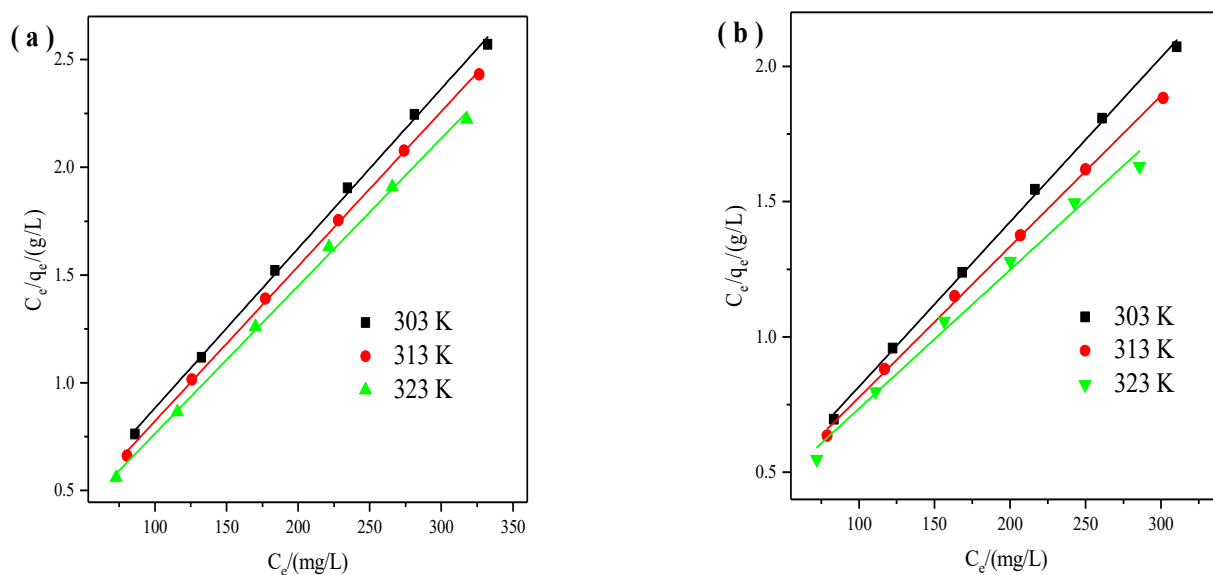 ( a )
2.5
2.0
1.5
1.0
0.5
C_e/q_e/(g/L)
303 K
313 K
323 K
100 150 200 250 300 350
C_e/(mg/L)
( b )
2.0
1.5
1.0
0.5
C_e/q_e/(g/L)
303 K
313 K
323 K
100 150 200 250 300
C_e/(mg/L)